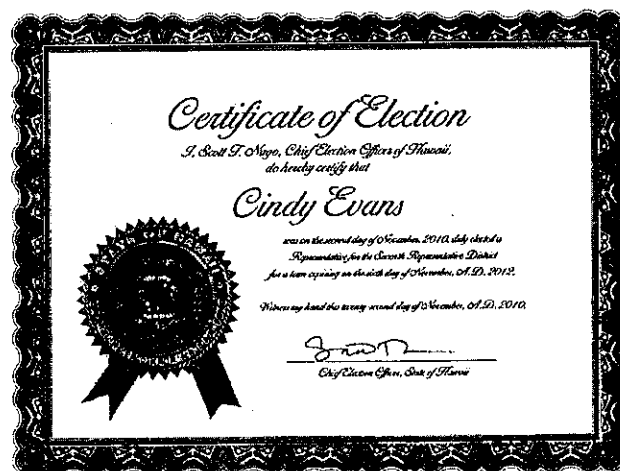 Certificate of Election
I, Scott T. Nago, Chief Election Officer of Hawaii,
do hereby certify that
Cindy Evans
was on the second day of November, 2010, duly elected a
Representative for the Seventh Representative District
for a term expiring on the sixth day of November, A.D. 2012.
Witness my hand this twenty-second day of November, A.D., 2010.
Chief Election Officer, State of Hawaii